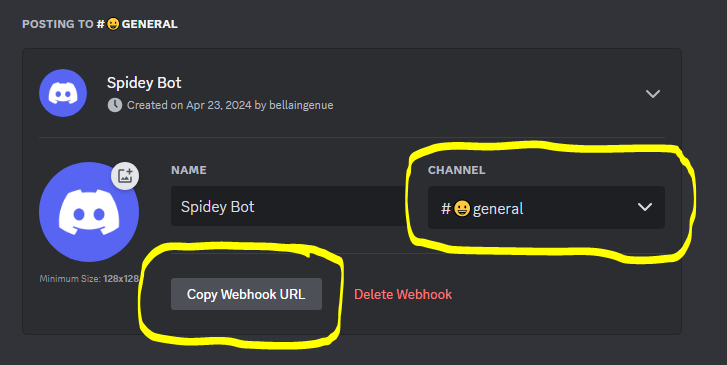 POSTING TO #😀GENERAL
Spidey Bot
Created on Apr 23, 2024 by bellaingenue
NAME
CHANNEL
Spidey Bot
#😀general
Minimum Size: 128x128
Copy Webhook URL
Delete Webhook